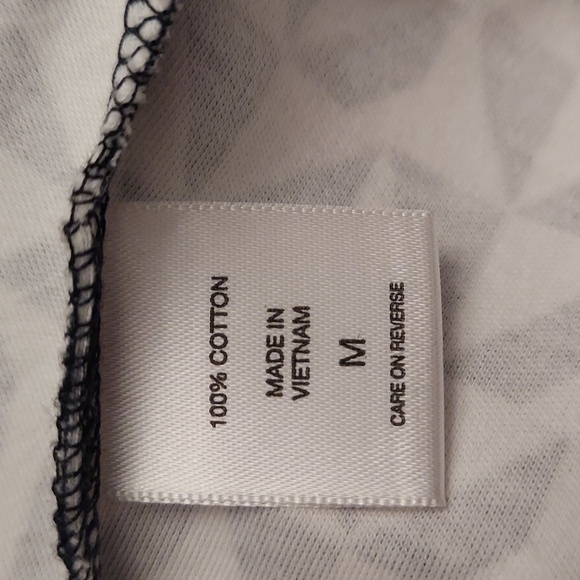 100% COTTON
MADE IN
VIETNAM
M
CARE ON REVERSE